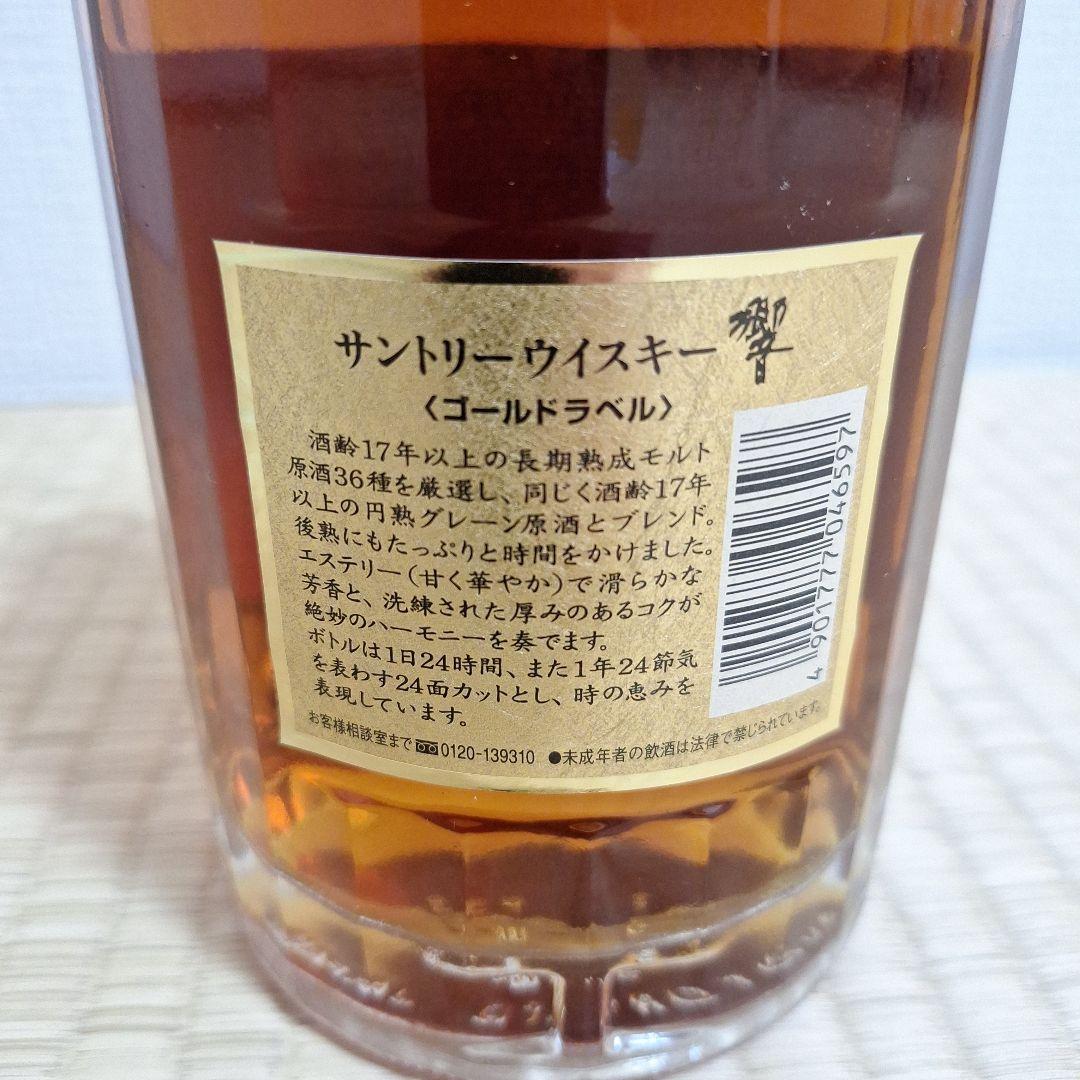 サントリーウイスキー 響
〈ゴールドラベル〉
酒齢17年以上の長期熟成モルト
原酒36種を厳選し、同じく酒齢17年
以上の円熟グレーン原酒とブレンド。
後熟にもたっぷりと時間をかけました。
エステリー(甘く華やか)で滑らかな
芳香と、洗練された厚みのあるコクが
絶妙のハーモニーを奏でます。
ボトルは1日24時間、また1年24節気
を表わす24面カットとし、時の恵みを
表現しています。
お客様相談室まで 0120-139310 ●未成年者の飲酒は法律で禁じられています。
4 901777 046597